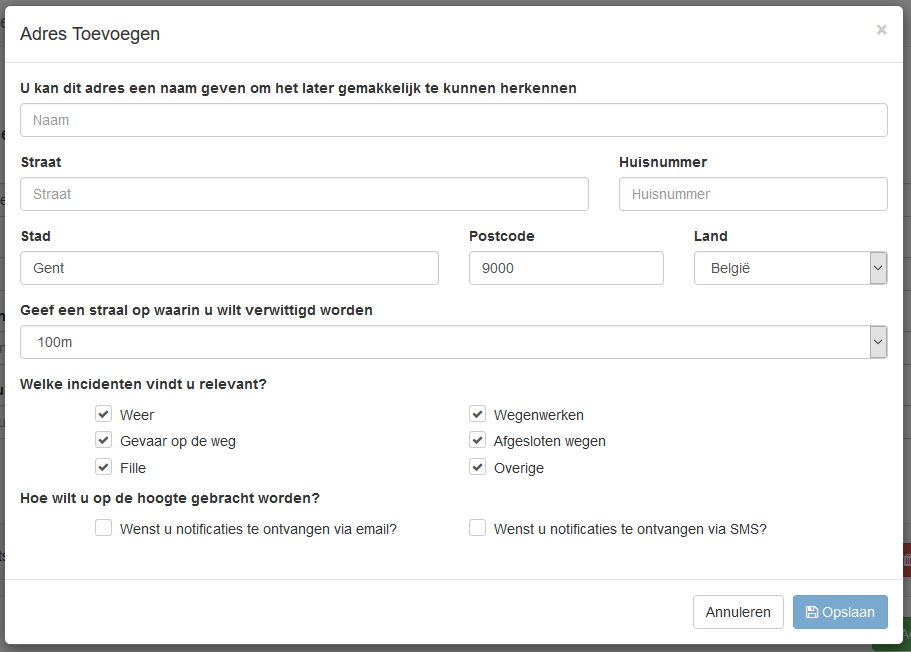 Adres Toevoegen ×
U kan dit adres een naam geven om het later gemakkelijk te kunnen herkennen
Naam
Straat Huisnummer
Straat Huisnummer
Stad Postcode Land
Gent 9000 België
Geef een straal op waarin u wilt verwittigd worden
100m
Welke incidenten vindt u relevant?
Weer Wegenwerken
Gevaar op de weg Afgesloten wegen
Fille Overige
Hoe wilt u op de hoogte gebracht worden?
Wenst u notificaties te ontvangen via email? Wenst u notificaties te ontvangen via SMS?
Annuleren Opslaan